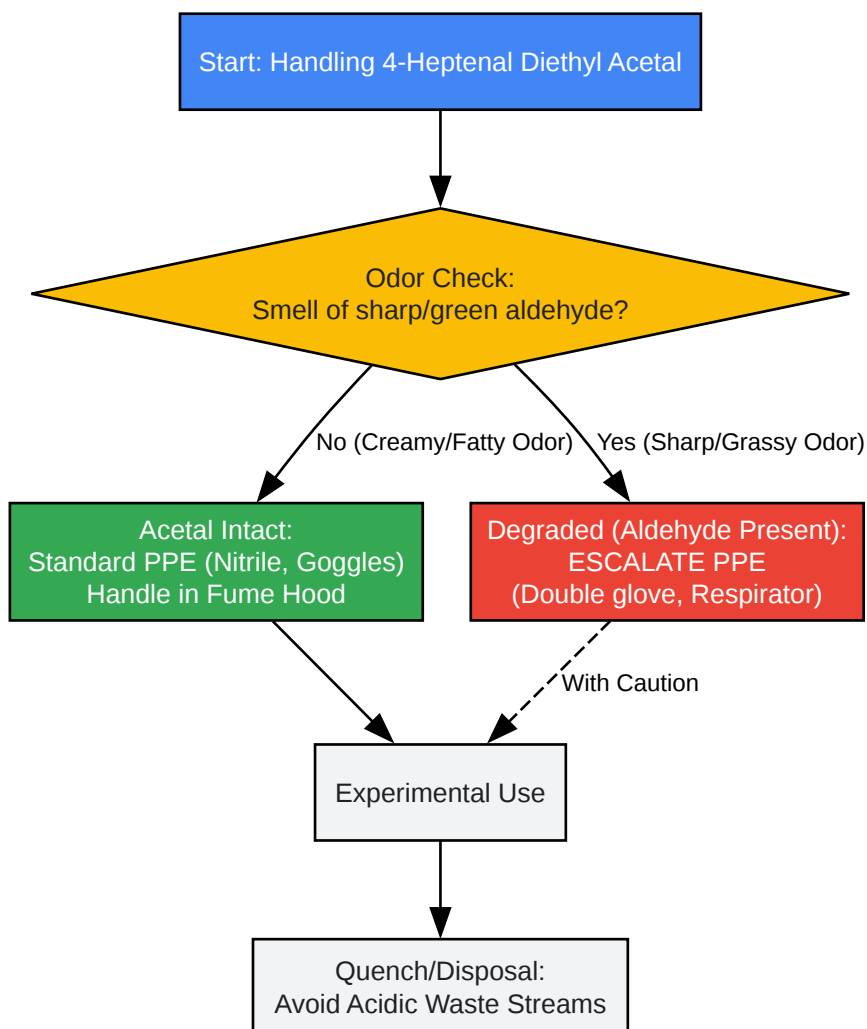 Start: Handling 4-Heptenal Diethyl Acetal
Odor Check:
Smell of sharp/green aldehyde?
No (Creamy/Fatty Odor)
Yes (Sharp/Grassy Odor)
Acetal Intact:
Standard PPE (Nitrile, Goggles)
Handle in Fume Hood
Degraded (Aldehyde Present):
ESCALATE PPE
(Double glove, Respirator)
With Caution
Experimental Use
Quench/Disposal:
Avoid Acidic Waste Streams